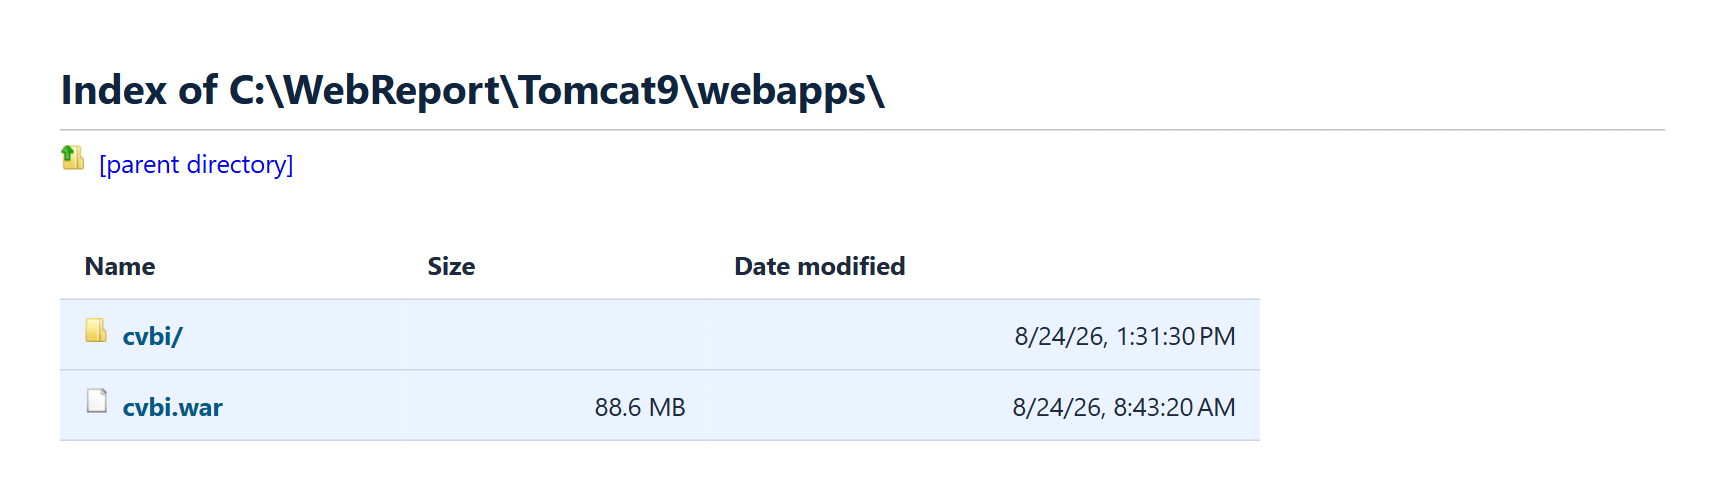 Index of C:\WebReport\Tomcat9\webapps\
[parent directory]
Name Size Date modified
cvbi/ 8/24/26, 1:31:30 PM
cvbi.war 88.6 MB 8/24/26, 8:43:20 AM